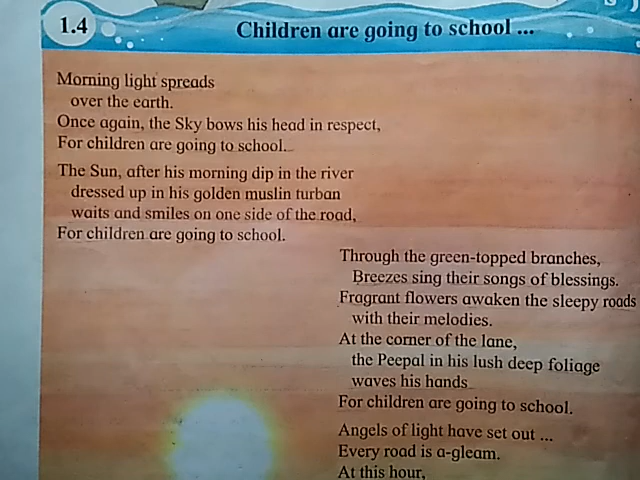 1.4
Children are going to school ...
Morning light spreads
over the earth.
Once again, the Sky bows his head in respect,
For children are going to school.
The Sun, after his morning dip in the river
dressed up in his golden muslin turban
waits and smiles on one side of the road,
For children are going to school.
Through the green-topped branches,
Breezes sing their songs of blessings.
Fragrant flowers awaken the sleepy roads
with their melodies.
At the corner of the lane,
the Peepal in his lush deep foliage
waves his hands
For children are going to school.
Angels of light have set out ...
Every road is a-gleam.
At this hour,